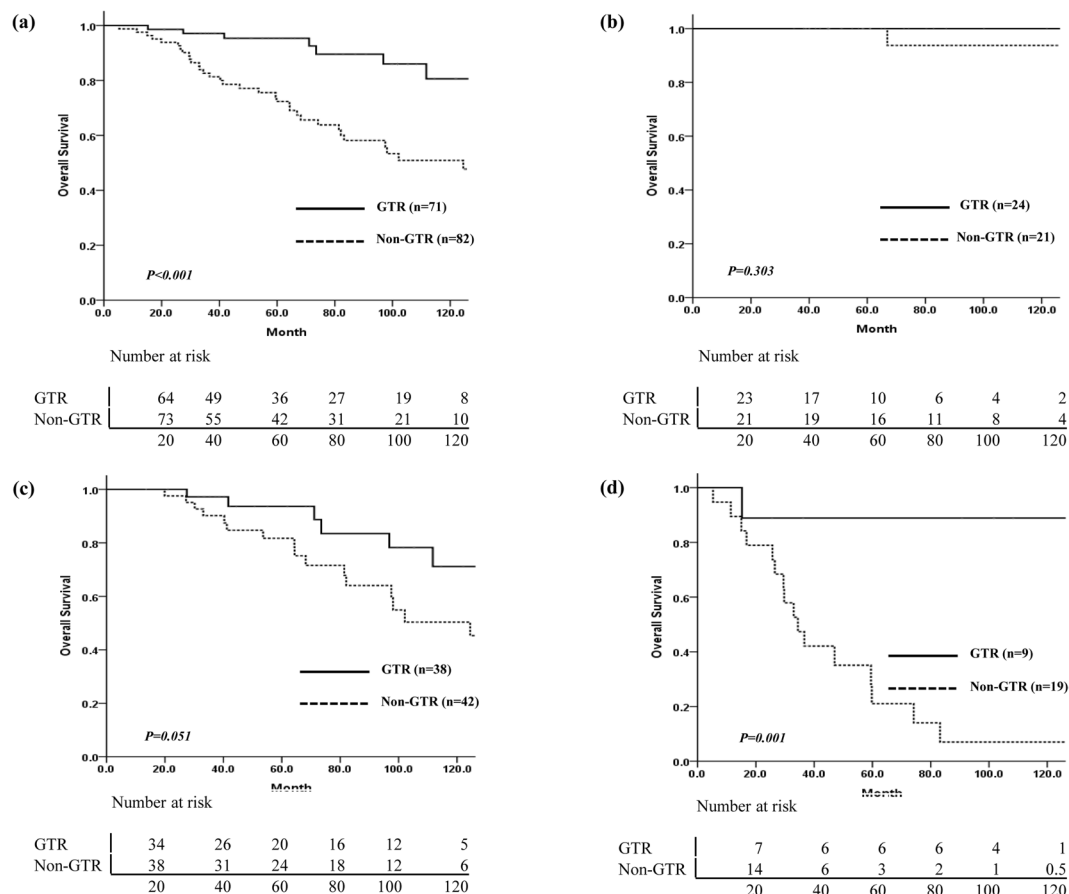 (a)
1.0
0.8
0.6
0.4
0.2
0.0
Overall Survival
GTR (n=71)
Non-GTR (n=82)
P<0.001
0.0 20.0 40.0 60.0 80.0 100.0 120.0
Month
Number at risk
GTR 64 49 36 27 19 8
Non-GTR 73 55 42 31 21 10
20 40 60 80 100 120
(b)
1.0
0.8
0.6
0.4
0.2
0.0
Overall Survival
GTR (n=24)
Non-GTR (n=21)
P=0.303
0.0 20.0 40.0 60.0 80.0 100.0 120.0
Month
Number at risk
GTR 23 17 10 6 4 2
Non-GTR 21 19 16 11 8 4
20 40 60 80 100 120
(c)
1.0
0.8
0.6
0.4
0.2
0.0
Overall Survival
GTR (n=38)
Non-GTR (n=42)
P=0.051
0.0 20.0 40.0 60.0 80.0 100.0 120.0
Month
Number at risk
GTR 34 26 20 16 12 5
Non-GTR 38 31 24 18 12 6
20 40 60 80 100 120
(d)
1.0
0.8
0.6
0.4
0.2
0.0
Overall Survival
GTR (n=9)
Non-GTR (n=19)
P=0.001
0.0 20.0 40.0 60.0 80.0 100.0 120.0
Month
Number at risk
GTR 7 6 6 6 4 1
Non-GTR 14 6 3 2 1 0.5
20 40 60 80 100 120